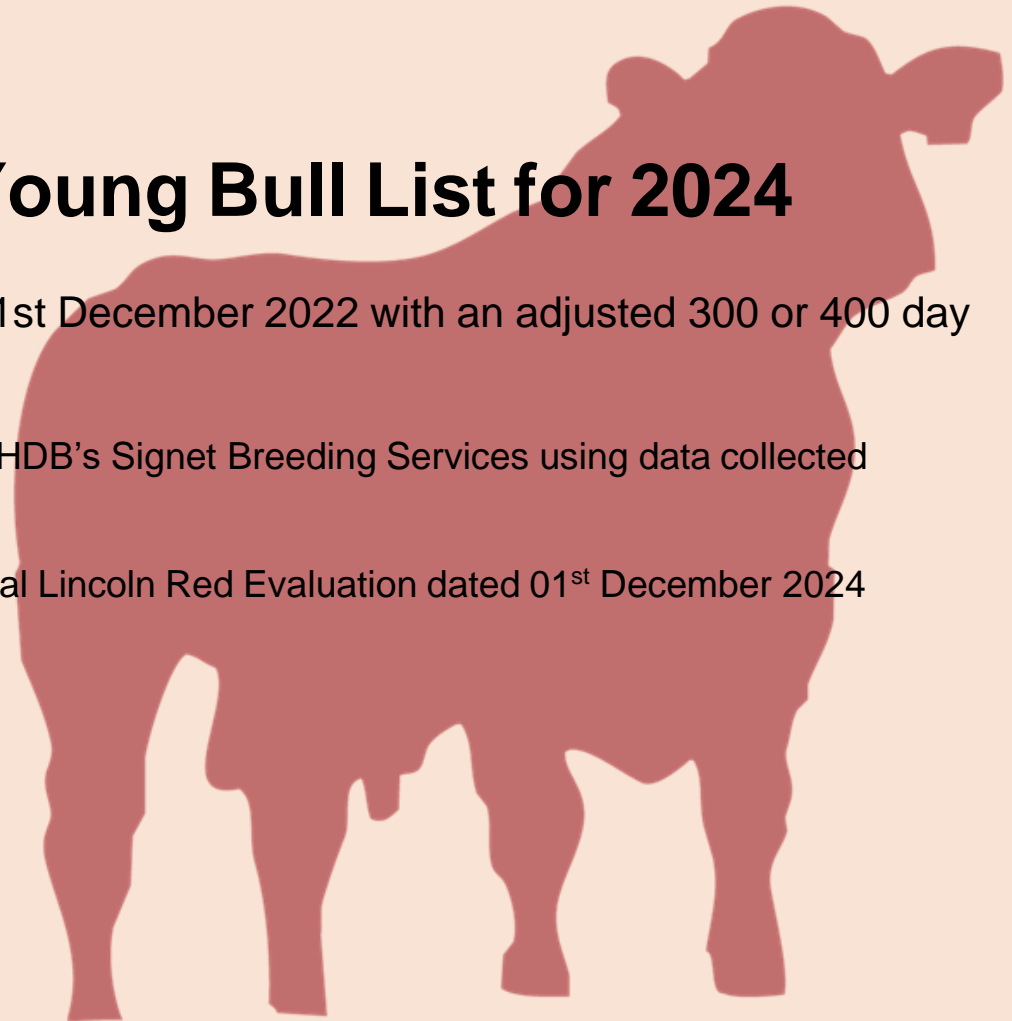 Young Bull List for 2024
1st December 2022 with an adjusted 300 or 400 day
HDB’s Signet Breeding Services using data collected
al Lincoln Red Evaluation dated 01st December 2024